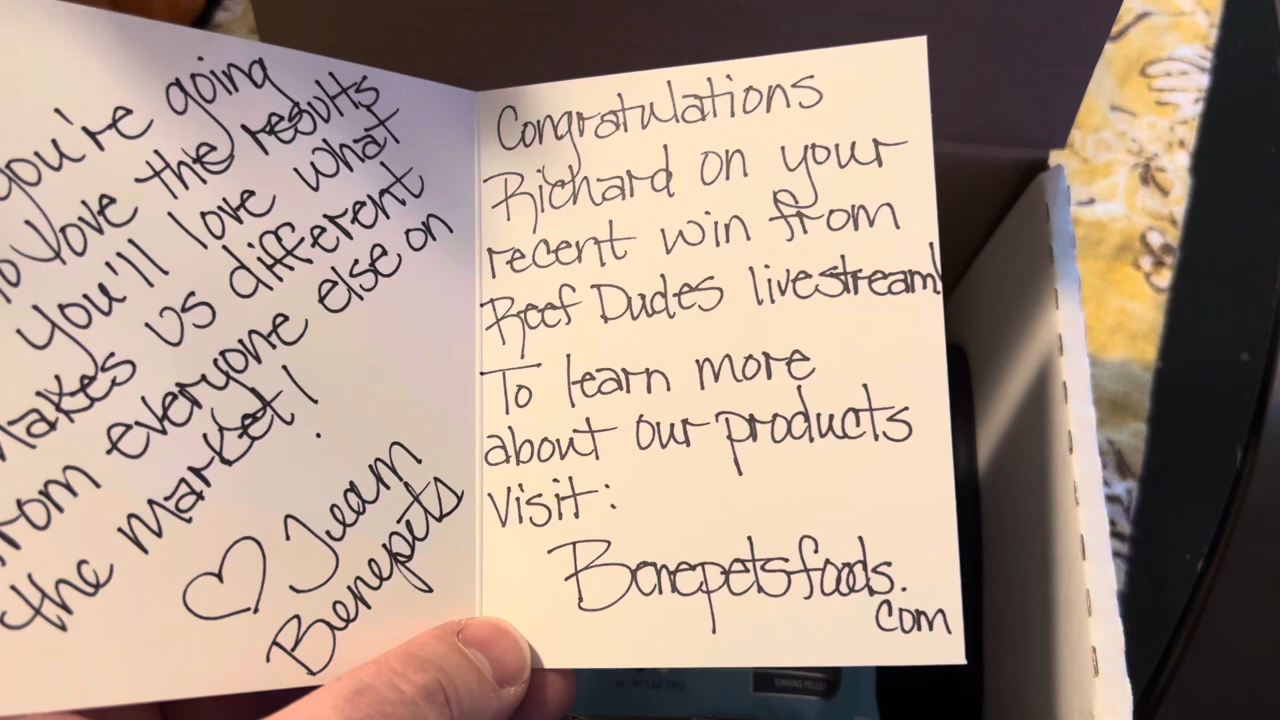 you're going
to love the results
you'll love what
makes us different
from everyone else on
the market!
♡ Team
Benepets
Congratulations
Richard on your
recent win from
Reef Dudes livestream!
To learn more
about our products
Visit:
Benepetsfoods.
com
SINKING PELLET